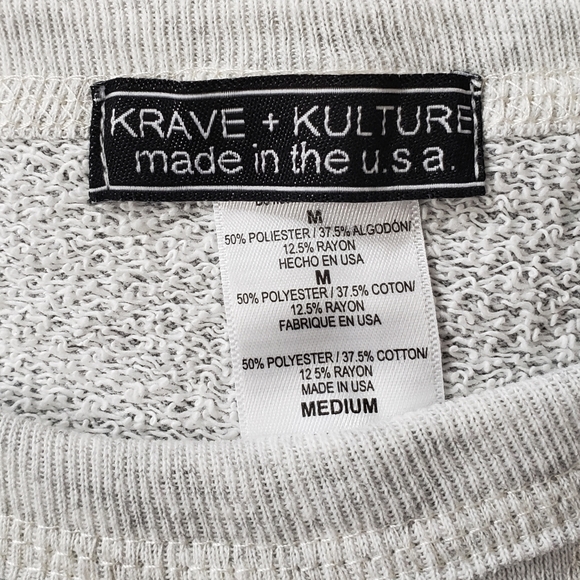 KRAVE + KULTURE
made in the u.s.a.
M
50% POLIESTER / 37.5% ALGODÓN/
12.5% RAYON
HECHO EN USA
M
50% POLYESTER / 37.5% COTON/
12.5% RAYON
FABRIQUE EN USA
50% POLYESTER / 37.5% COTTON/
12 5% RAYON
MADE IN USA
MEDIUM